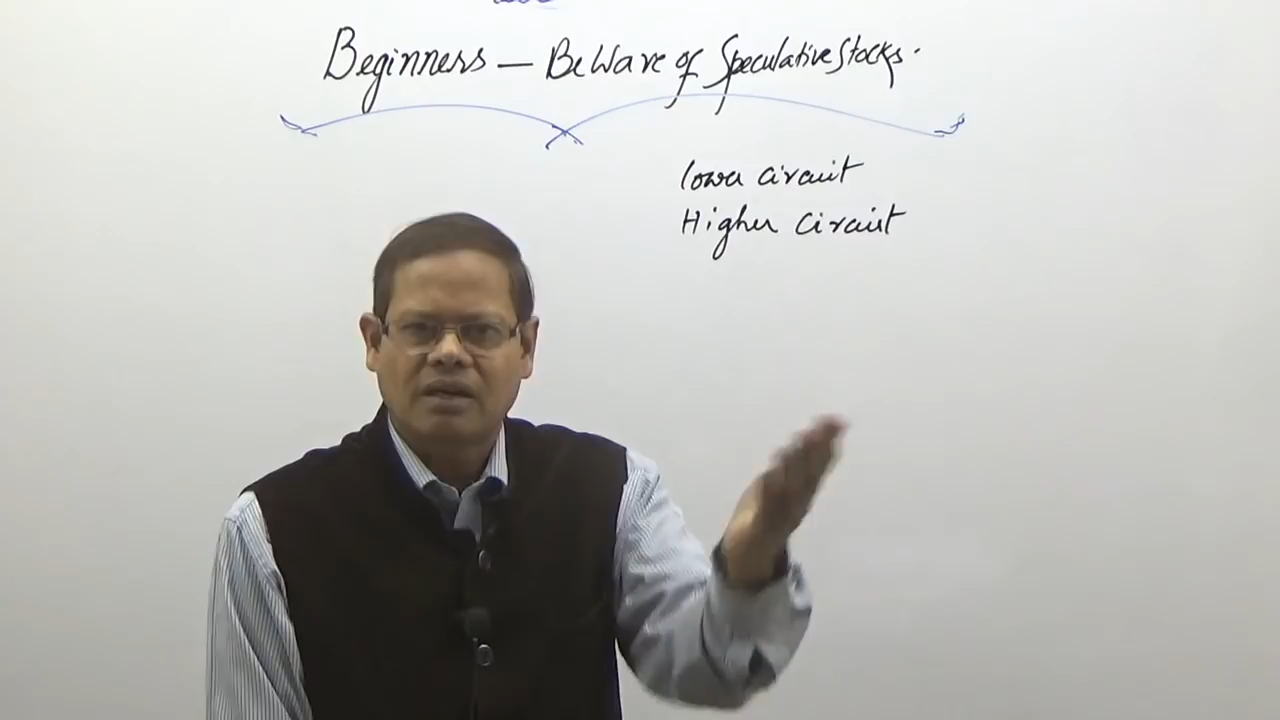 Beginners — BeWare of Speculative Stocks.
lower circuit
Higher Circuit